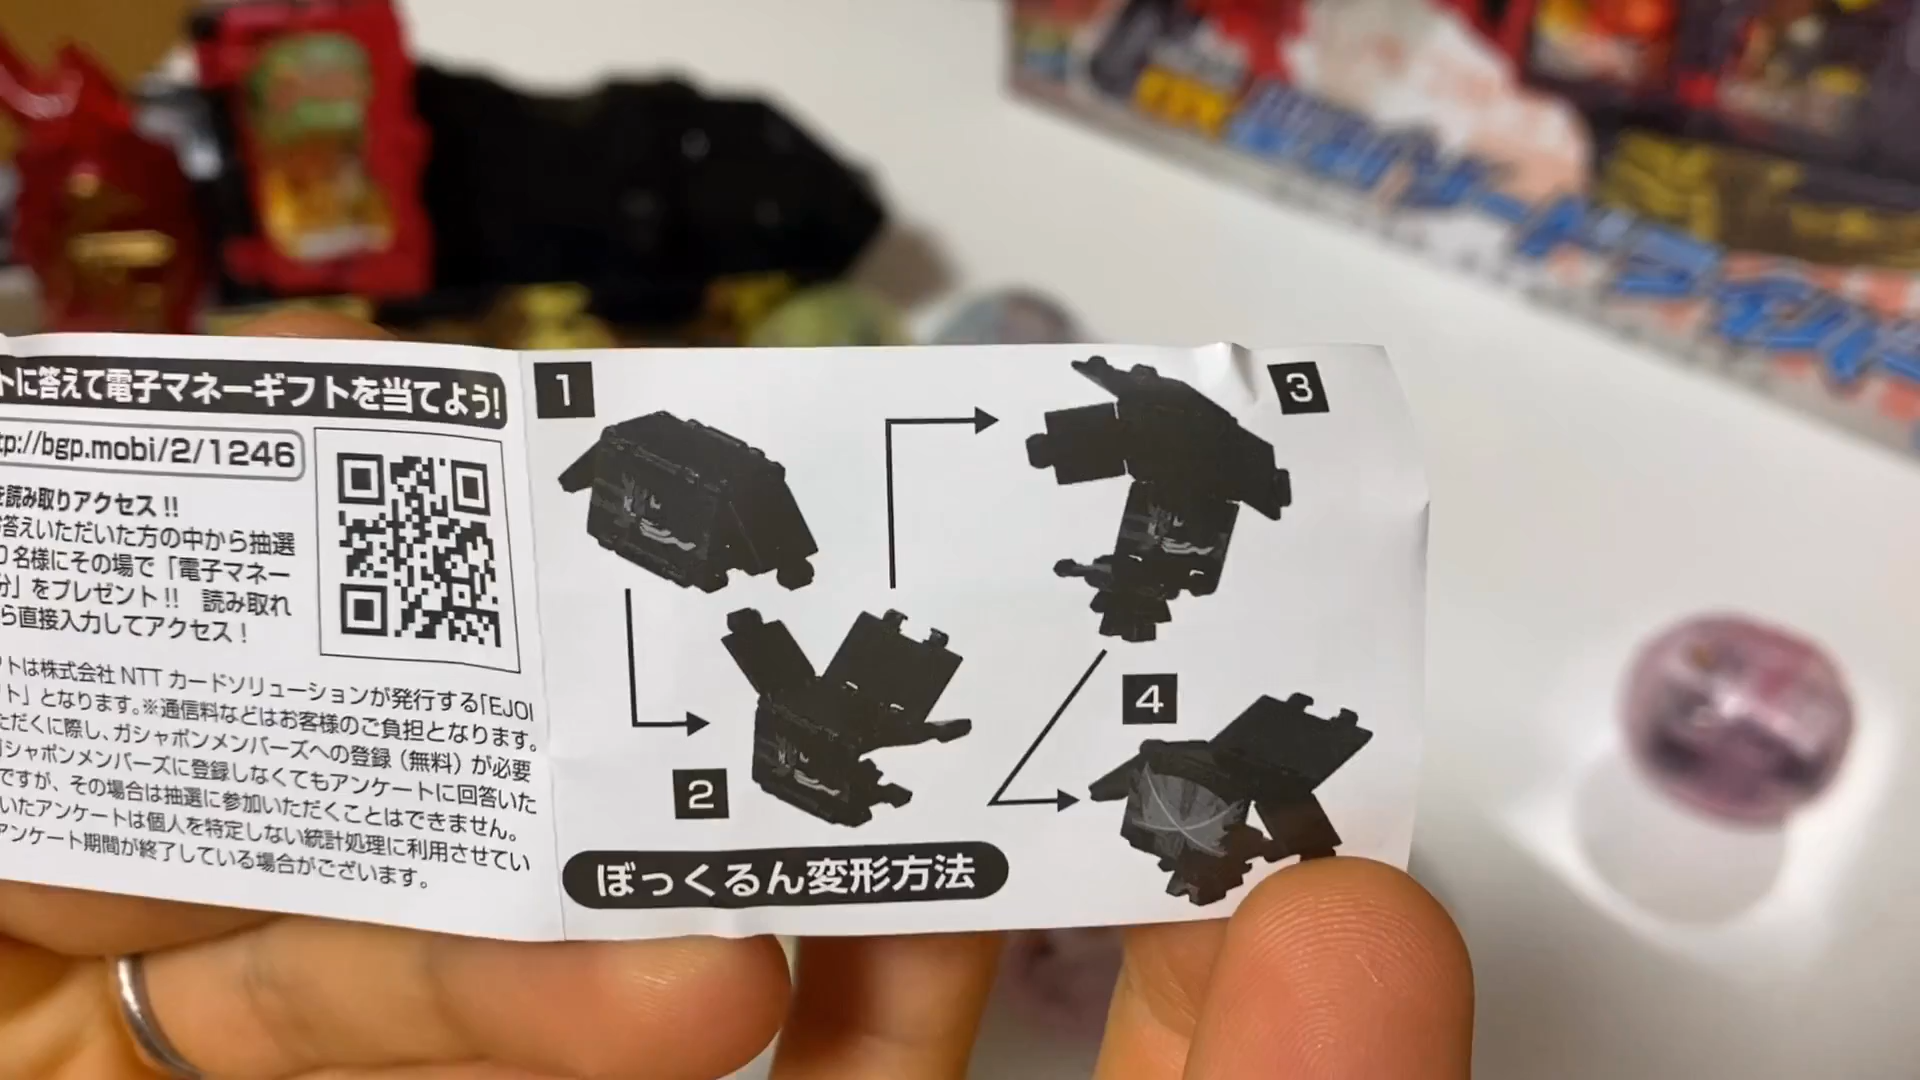 トに答えて電子マネーギフトを当てよう!
tp://bgp.mobi/2/1246
を読み取りアクセス!!
答えいただいた方の中から抽選
名様にその場で「電子マネー
分」をプレゼント!! 読み取れ
ら直接入力してアクセス!
トは株式会社NTTカードソリューションが発行する「EJOI
ト」となります。※通信料などはお客様のご負担となります。
ただくに際し、ガシャポンメンバーズへの登録(無料)が必要
シャポンメンバーズに登録しなくてもアンケートに回答いた
ですが、その場合は抽選に参加いただくことはできません。
いたアンケートは個人を特定しない統計処理に利用させてい
アンケート期間が終了している場合がございます。
1
2
3
4
ぼっくるん変形方法
DX
ソードライバー